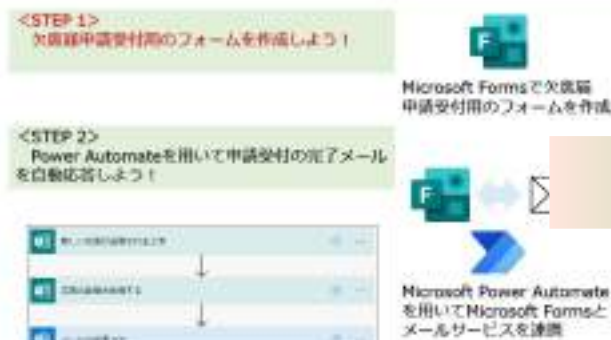 <STEP 1>
欠席届申請受付用のフォームを作成しよう！
Microsoft Formsで欠席届
申請受付用のフォームを作成
<STEP 2>
Power Automateを用いて申請受付の完了メール
を自動応答しよう！
Microsoft Power Automate
を用いてMicrosoft Formsと
メールサービスを連携